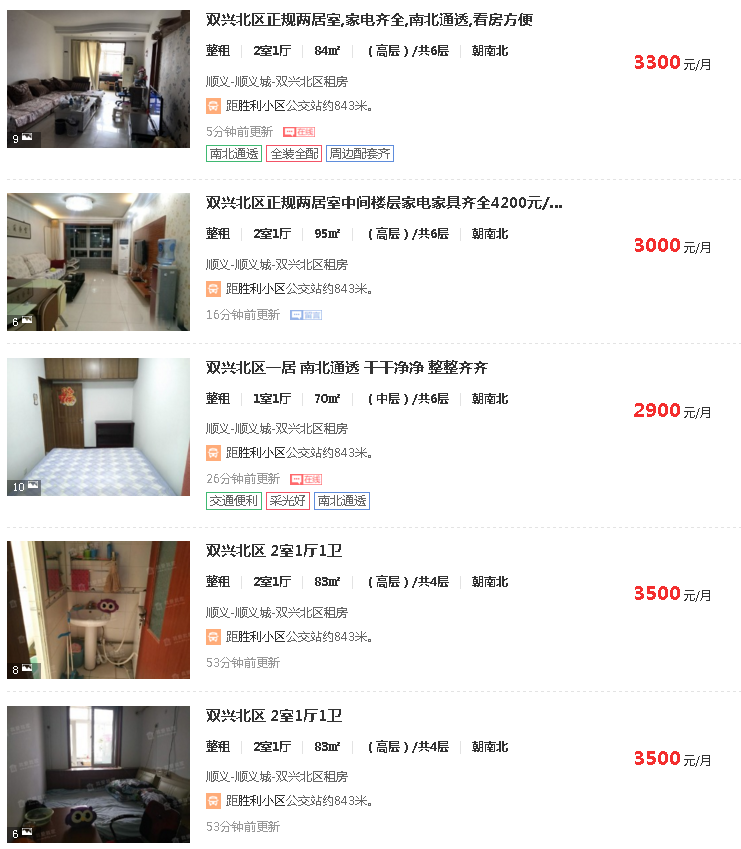 双兴北区正规两居室,家电齐全,南北通透,看房方便
整租 2室1厅 84㎡ （高层）/共6层 朝南北
3300元/月
顺义-顺义城-双兴北区租房
距胜利小区公交站约843米。
5分钟前更新 在线
9
南北通透 全装全配 周边配套齐
双兴北区正规两居室中间楼层家电家具齐全4200元/...
整租 2室1厅 95㎡ （高层）/共6层 朝南北
3000元/月
顺义-顺义城-双兴北区租房
距胜利小区公交站约843米。
16分钟前更新 留言
6
双兴北区一居 南北通透 干干净净 整整齐齐
整租 1室1厅 70㎡ （中层）/共6层 朝南北
2900元/月
顺义-顺义城-双兴北区租房
距胜利小区公交站约843米。
26分钟前更新 在线
10
交通便利 采光好 南北通透
双兴北区 2室1厅1卫
整租 2室1厅 83㎡ （高层）/共4层 朝南北
3500元/月
顺义-顺义城-双兴北区租房
距胜利小区公交站约843米。
53分钟前更新
8
双兴北区 2室1厅1卫
整租 2室1厅 83㎡ （高层）/共4层 朝南北
3500元/月
顺义-顺义城-双兴北区租房
距胜利小区公交站约843米。
53分钟前更新
6